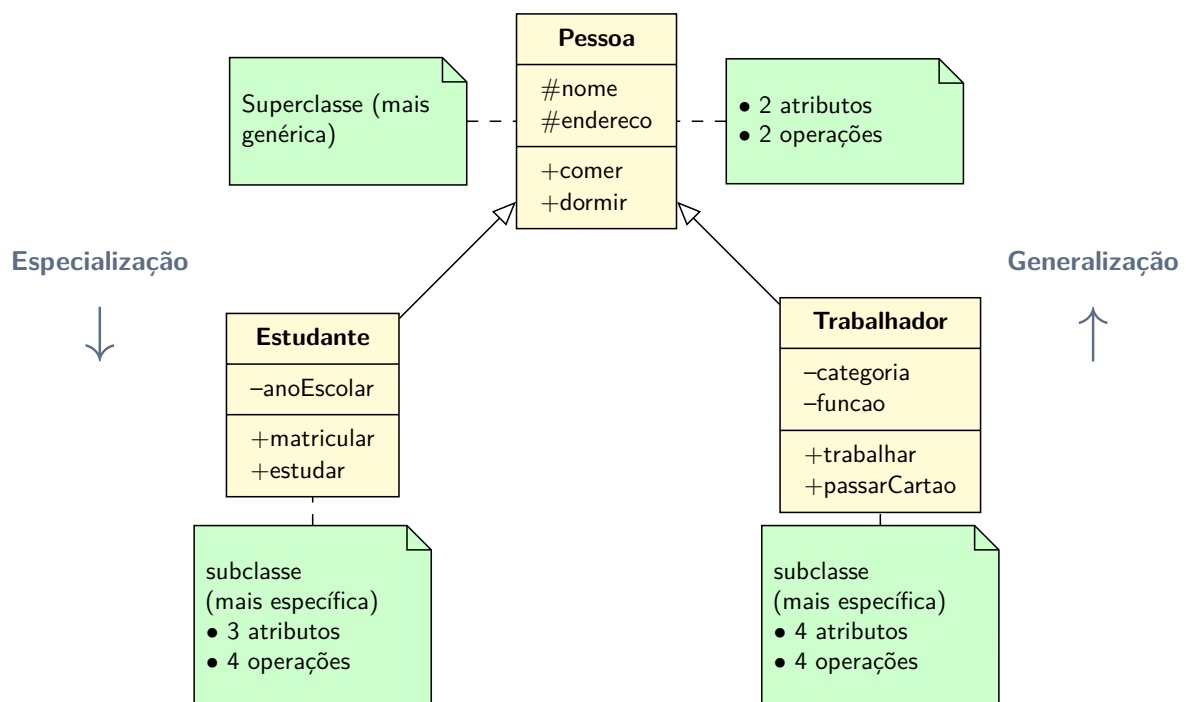 Pessoa
#nome
#endereco
+comer
+dormir
Superclasse (mais
genérica)
• 2 atributos
• 2 operações
Especialização
↓
Generalização
↑
Estudante
–anoEscolar
+matricular
+estudar
Trabalhador
–categoria
–funcao
+trabalhar
+passarCartao
subclasse
(mais específica)
• 3 atributos
• 4 operações
subclasse
(mais específica)
• 4 atributos
• 4 operações